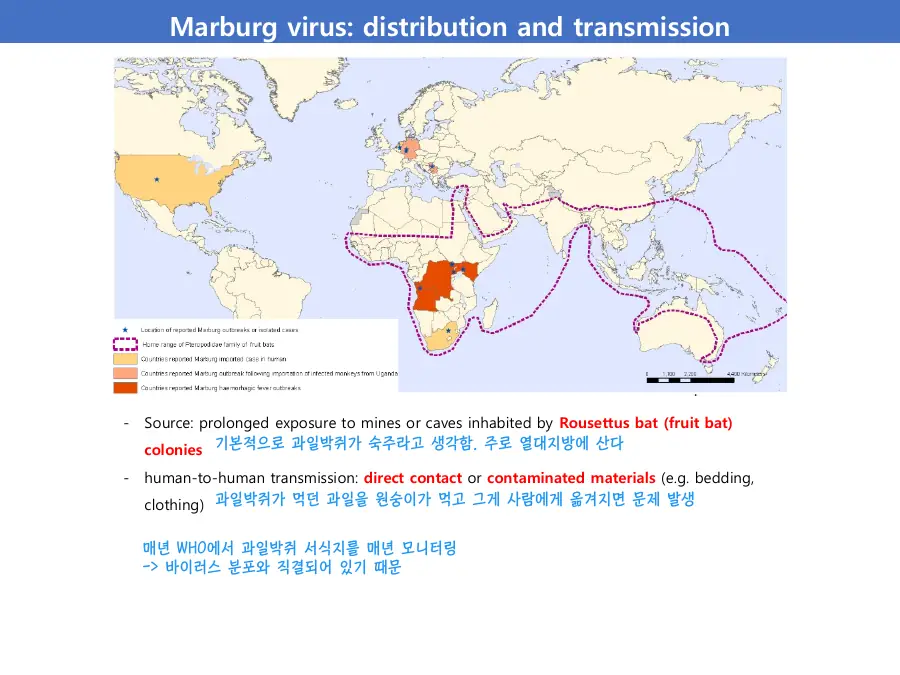 Marburg virus: distribution and transmission
Location of reported Marburg outbreaks or isolated cases
Home range of Pteropodidae family of fruit bats
Countries reported Marburg imported case in human
Countries reported Marburg outbreak following importation of infected monkeys from Uganda
Countries reported Marburg haemorrhagic fever outbreaks
0 1,100 2,200 4,400 Kilometers
- Source: prolonged exposure to mines or caves inhabited by Rousettus bat (fruit bat)
colonies 기본적으로 과일박쥐가 숙주라고 생각함. 주로 열대지방에 산다
- human-to-human transmission: direct contact or contaminated materials (e.g. bedding,
clothing) 과일박쥐가 먹던 과일을 원숭이가 먹고 그게 사람에게 옮겨지면 문제 발생
매년 WHO에서 과일박쥐 서식지를 매년 모니터링
-> 바이러스 분포와 직결되어 있기 때문